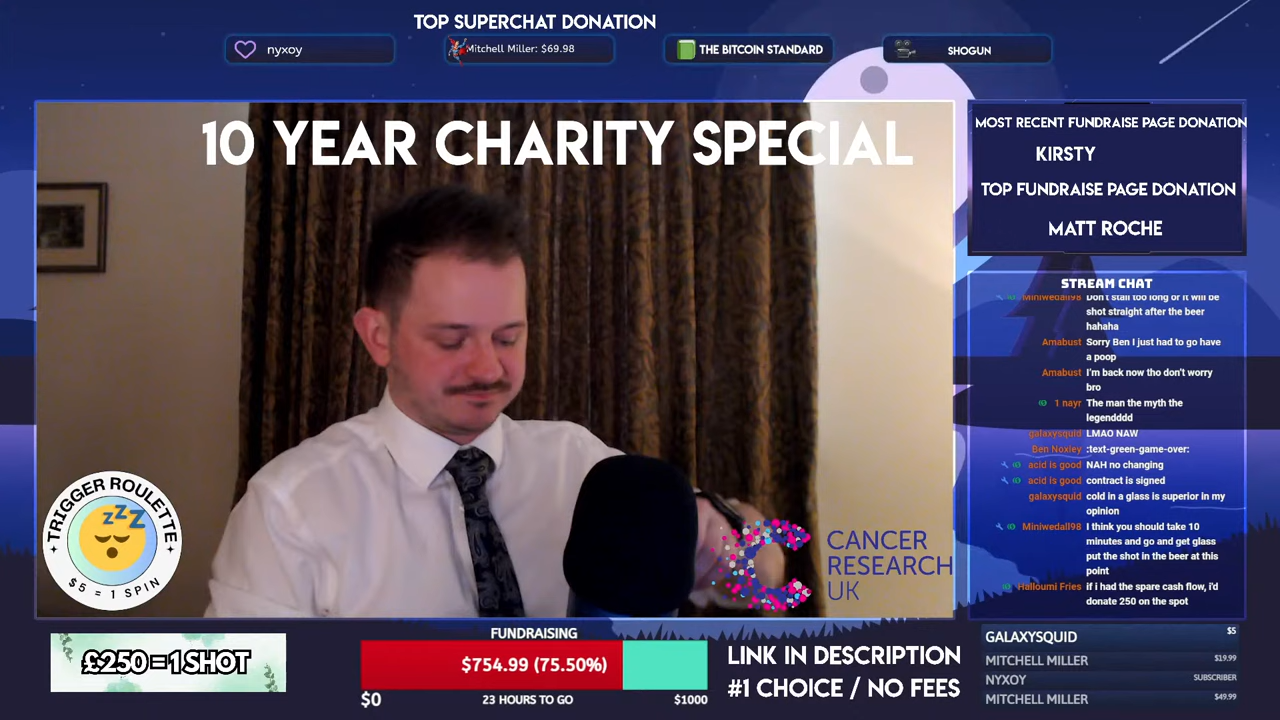 TOP SUPERCHAT DONATION
nyxoy
Mitchell Miller: $69.98
THE BITCOIN STANDARD
SHOGUN
10 YEAR CHARITY SPECIAL
MOST RECENT FUNDRAISE PAGE DONATION
KIRSTY
TOP FUNDRAISE PAGE DONATION
MATT ROCHE
STREAM CHAT
Miniwedall98 Don't stall too long or it will be
shot straight after the beer
hahaha
Amabust Sorry Ben I just had to go have
a poop
Amabust I'm back now tho don't worry
bro
1 nayr The man the myth the
legendddd
galaxysquid LMAO NAW
Ben Noxley :text-green-game-over:
acid is good NAH no changing
acid is good contract is signed
galaxysquid cold in a glass is superior in my
opinion
Miniwedall98 I think you should take 10
minutes and go and get glass
put the shot in the beer at this
point
Halloumi Fries if i had the spare cash flow, i'd
donate 250 on the spot
TRIGGER ROULETTE
zzz
$5 = 1 SPIN
CANCER
RESEARCH
UK
£250 = 1 SHOT
FUNDRAISING
$754.99 (75.50%)
$0
23 HOURS TO GO
$1000
LINK IN DESCRIPTION
#1 CHOICE / NO FEES
GALAXYSQUID $5
MITCHELL MILLER $19.99
NYXOY SUBSCRIBER
MITCHELL MILLER $49.99